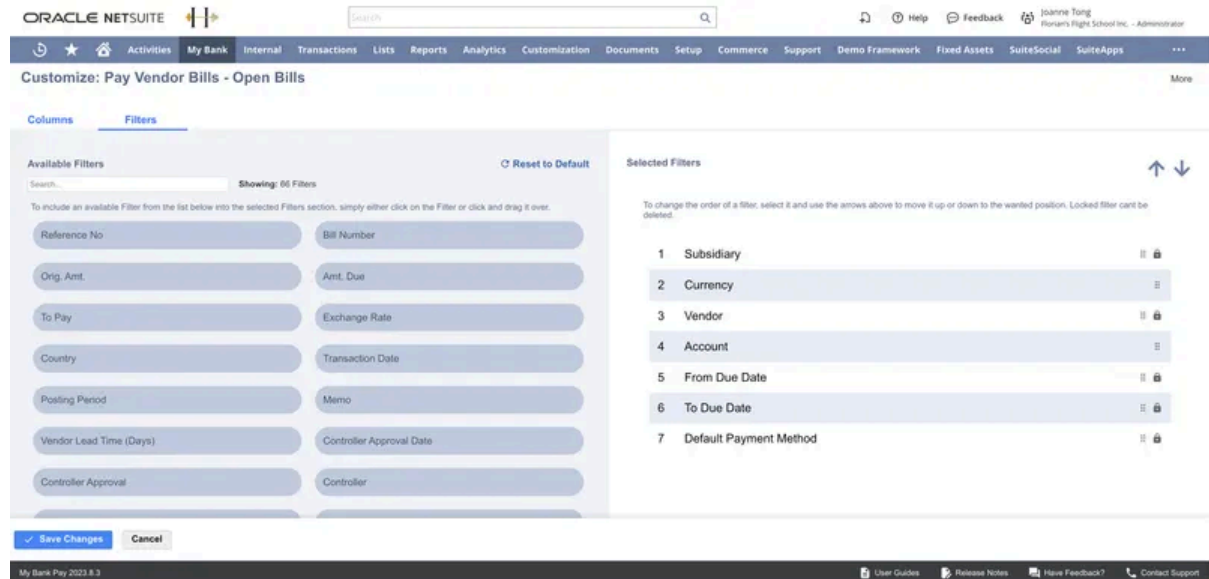 ORACLE NETSUITE
Search
Help
Feedback
Joanne Tong
Florian's Flight School Inc. - Administrator
Activities My Bank Internal Transactions Lists Reports Analytics Customization Documents Setup Commerce Support Demo Framework Fixed Assets SuiteSocial SuiteApps ...
Customize: Pay Vendor Bills - Open Bills
More
Columns Filters
Available Filters
Reset to Default
Search...
Showing: 66 Filters
To include an available Filter from the list below into the selected Filters section, simply either click on the Filter or click and drag it over.
Reference No
Bill Number
Orig. Amt.
Amt. Due
To Pay
Exchange Rate
Country
Transaction Date
Posting Period
Memo
Vendor Lead Time (Days)
Controller Approval Date
Controller Approval
Controller
Selected Filters
To change the order of a filter, select it and use the arrows above to move it up or down to the wanted position. Locked filter cant be
deleted.
1 Subsidiary
2 Currency
3 Vendor
4 Account
5 From Due Date
6 To Due Date
7 Default Payment Method
Save Changes
Cancel
My Bank Pay 2023.8.3
User Guides
Release Notes
Have Feedback?
Contact Support